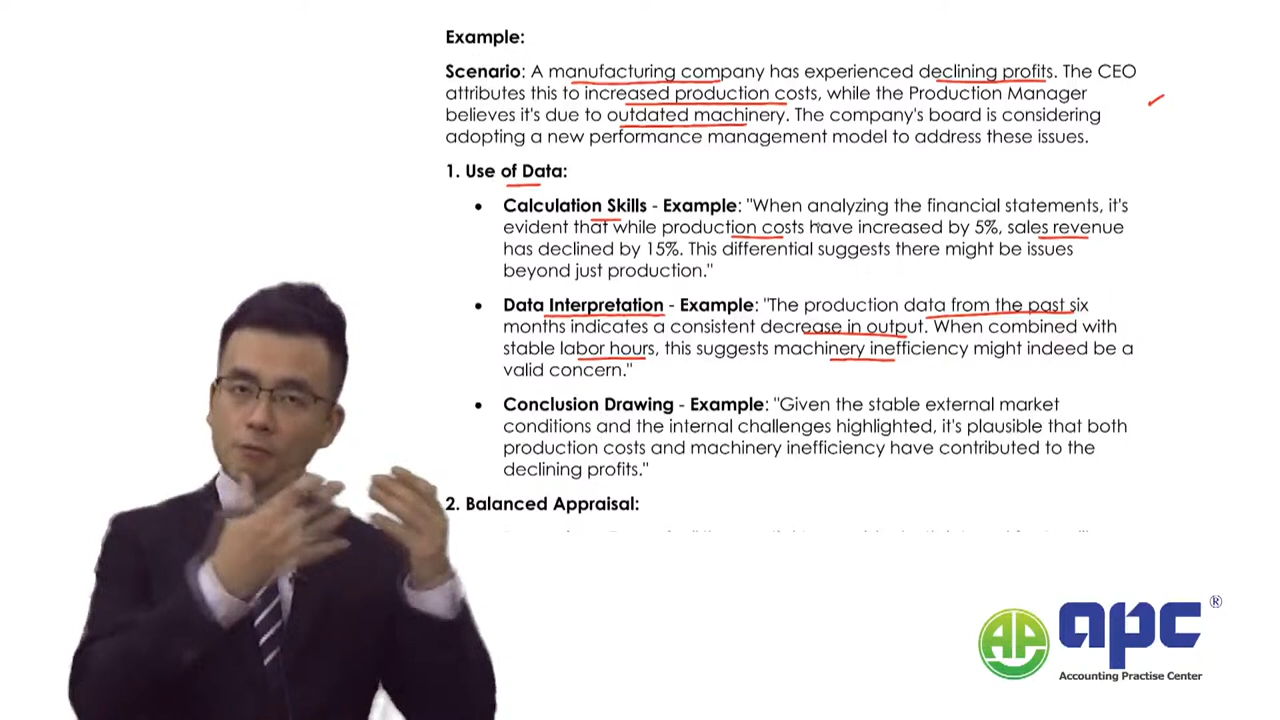 Example:
Scenario: A manufacturing company has experienced declining profits. The CEO
attributes this to increased production costs, while the Production Manager
believes it's due to outdated machinery. The company's board is considering
adopting a new performance management model to address these issues.
1. Use of Data:
• Calculation Skills - Example: "When analyzing the financial statements, it's
evident that while production costs have increased by 5%, sales revenue
has declined by 15%. This differential suggests there might be issues
beyond just production."
• Data Interpretation - Example: "The production data from the past six
months indicates a consistent decrease in output. When combined with
stable labor hours, this suggests machinery inefficiency might indeed be a
valid concern."
• Conclusion Drawing - Example: "Given the stable external market
conditions and the internal challenges highlighted, it's plausible that both
production costs and machinery inefficiency have contributed to the
declining profits."
2. Balanced Appraisal:
AP apc ®
Accounting Practise Center